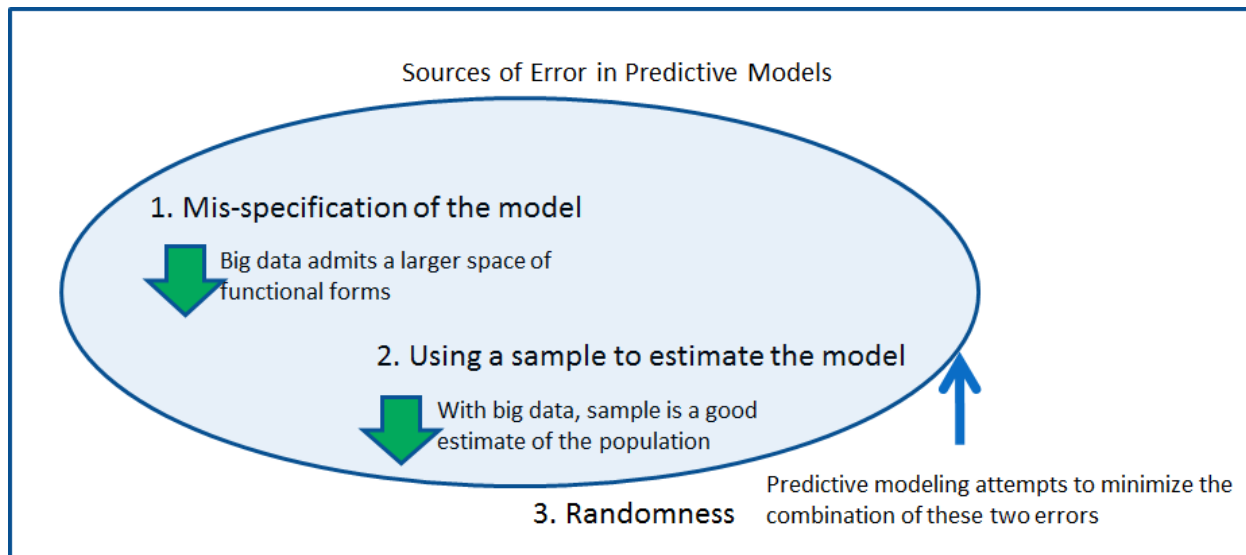 Sources of Error in Predictive Models
1. Mis-specification of the model
Big data admits a larger space of
functional forms
2. Using a sample to estimate the model
With big data, sample is a good
estimate of the population
3. Randomness
Predictive modeling attempts to minimize the
combination of these two errors